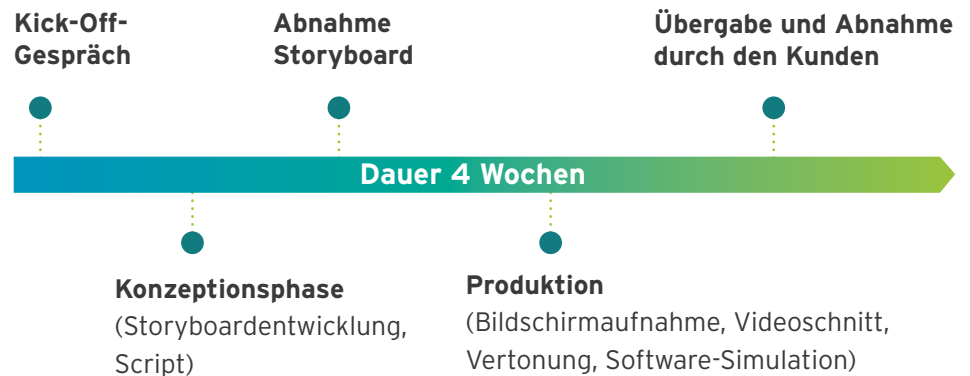 Kick-Off-
Gespräch
Abnahme
Storyboard
Übergabe und Abnahme
durch den Kunden
Dauer 4 Wochen
Konzeptionsphase
(Storyboardentwicklung,
Script)
Produktion
(Bildschirmaufnahme, Videoschnitt,
Vertonung, Software-Simulation)